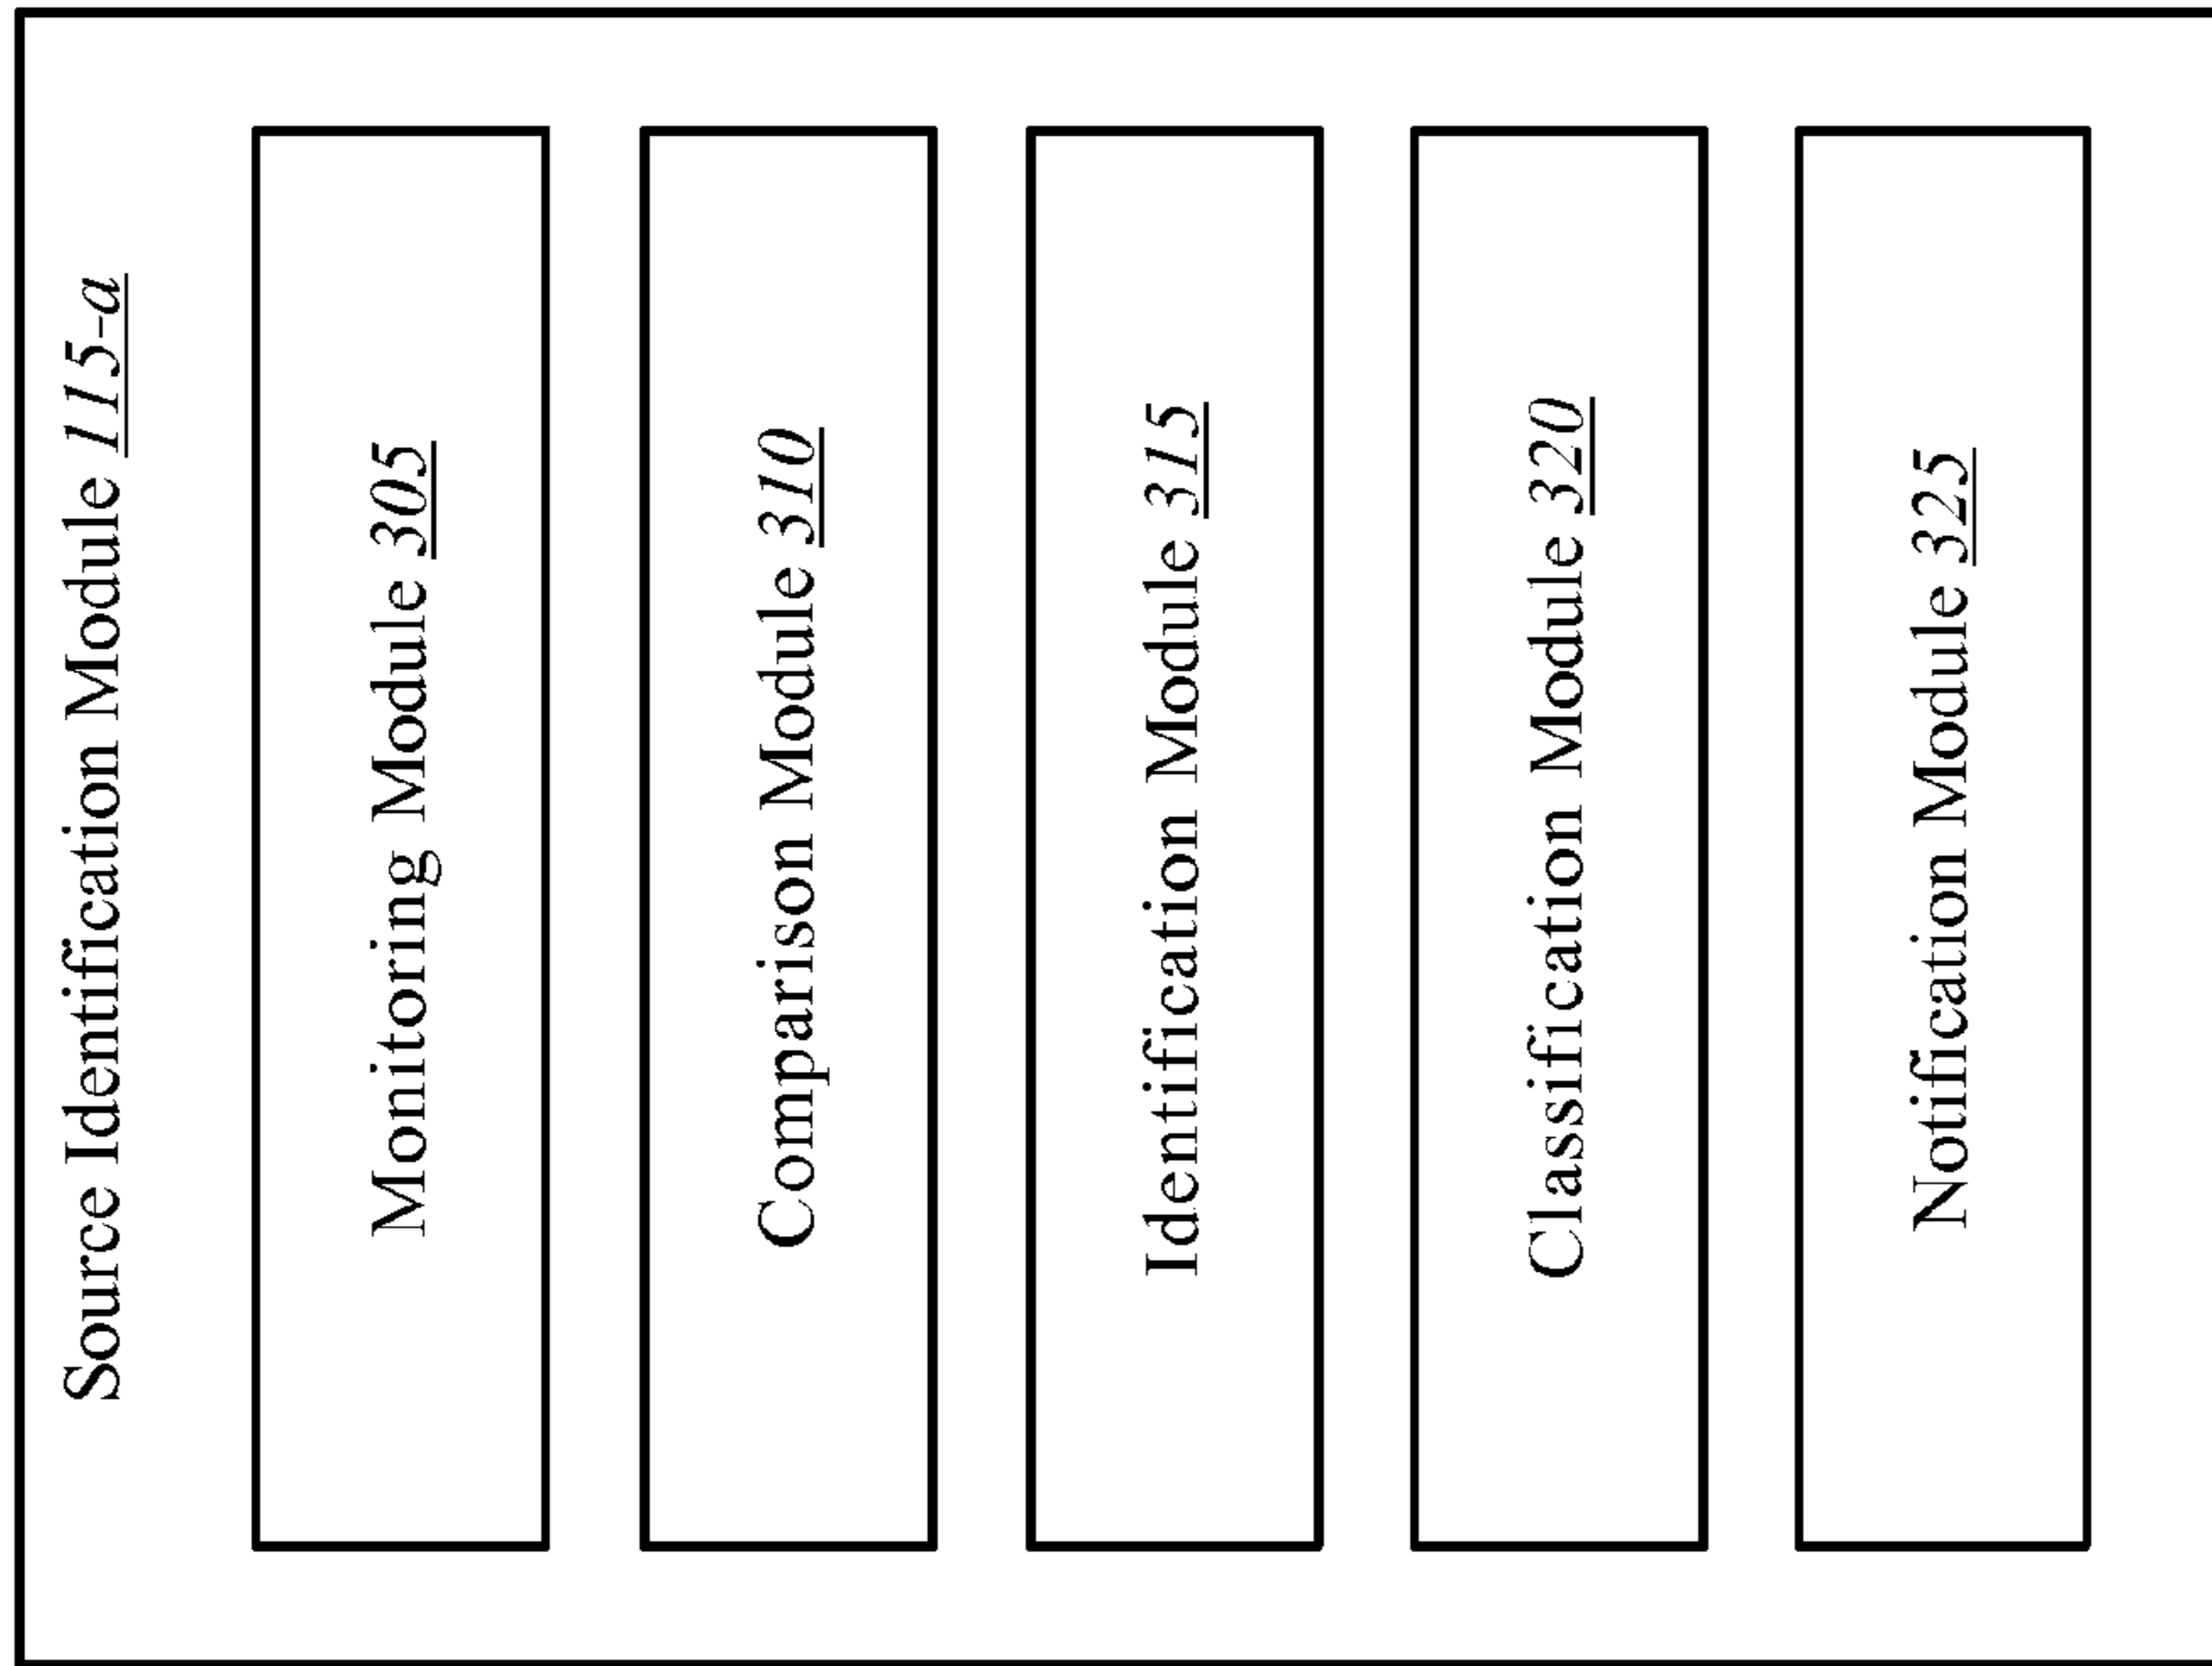 Source Identification Module 115-a
Monitoring Module 305
Comparison Module 310
Identification Module 315
Classification Module 320
Notification Module 325